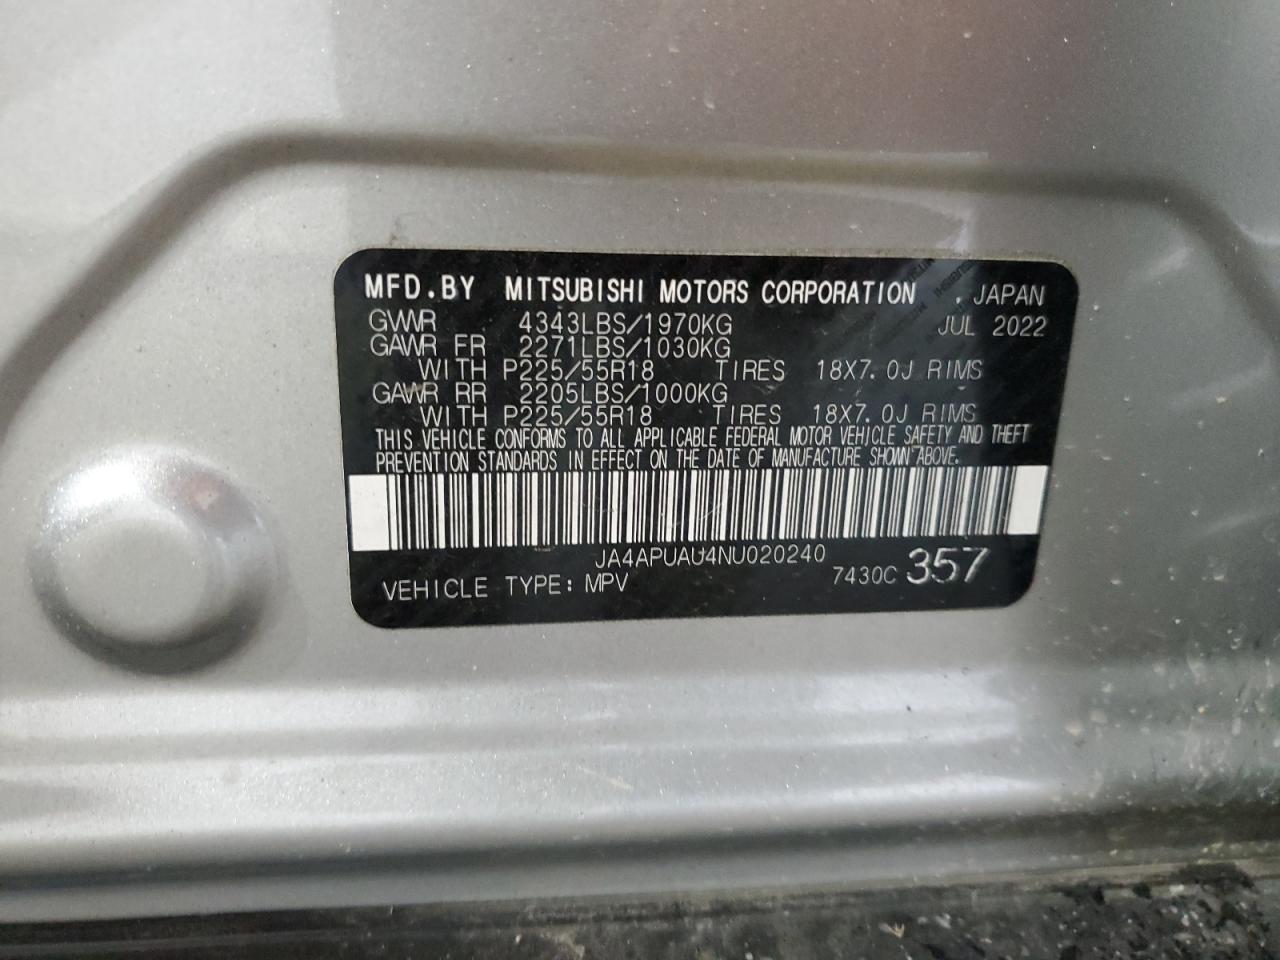 MFD.BY MITSUBISHI MOTORS CORPORATION , JAPAN
GVWR 4343LBS/1970KG JUL 2022
GAWR FR 2271LBS/1030KG
WITH P225/55R18 TIRES 18X7.0J RIMS
GAWR RR 2205LBS/1000KG
WITH P225/55R18 TIRES 18X7.0J RIMS
THIS VEHICLE CONFORMS TO ALL APPLICABLE FEDERAL MOTOR VEHICLE SAFETY AND THEFT
PREVENTION STANDARDS IN EFFECT ON THE DATE OF MANUFACTURE SHOWN ABOVE.
JA4APUAU4NU020240
VEHICLE TYPE: MPV 7430C 357